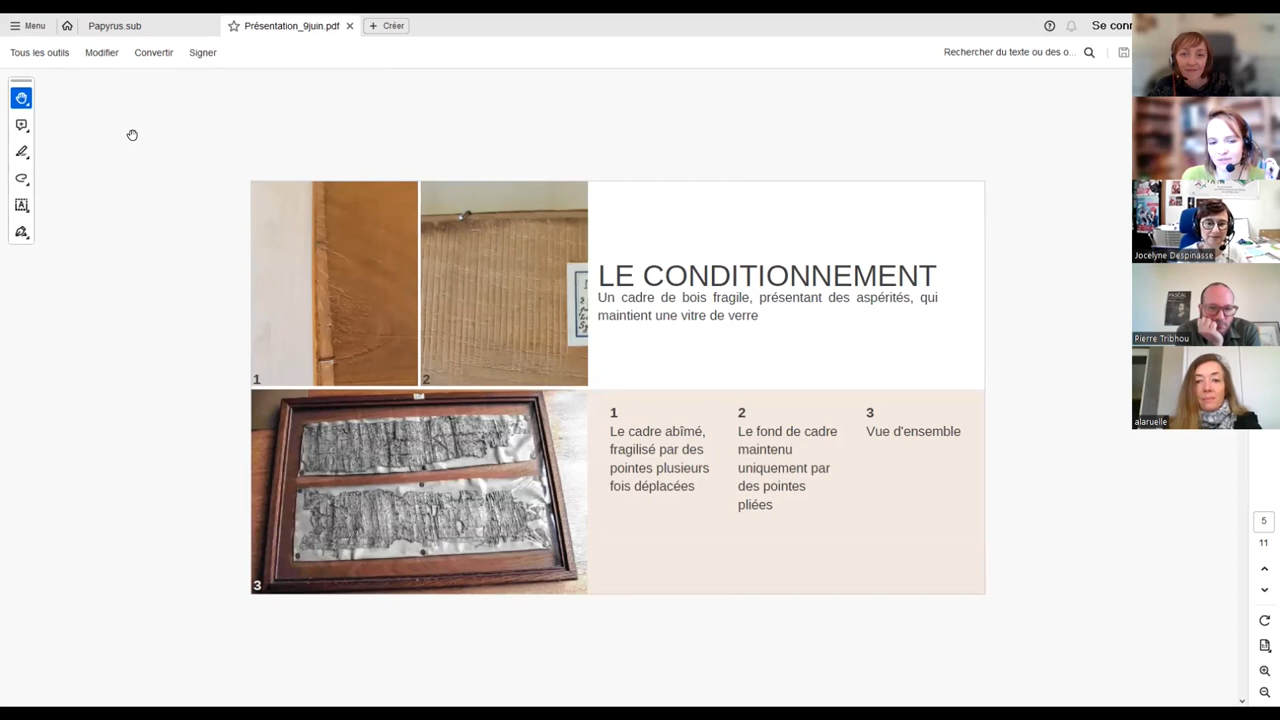 Menu
Papyrus.sub
Présentation_9juin.pdf
Créer
Se conn
Tous les outils
Modifier
Convertir
Signer
Rechercher du texte ou des o...
LE CONDITIONNEMENT
Un cadre de bois fragile, présentant des aspérités, qui
maintient une vitre de verre
1
2
3
1
Le cadre abîmé,
fragilisé par des
pointes plusieurs
fois déplacées
2
Le fond de cadre
maintenu
uniquement par
des pointes
pliées
3
Vue d'ensemble
Jocelyne Despinasse
PASCAL
Pierre Tribhou
alaruelle
5
11